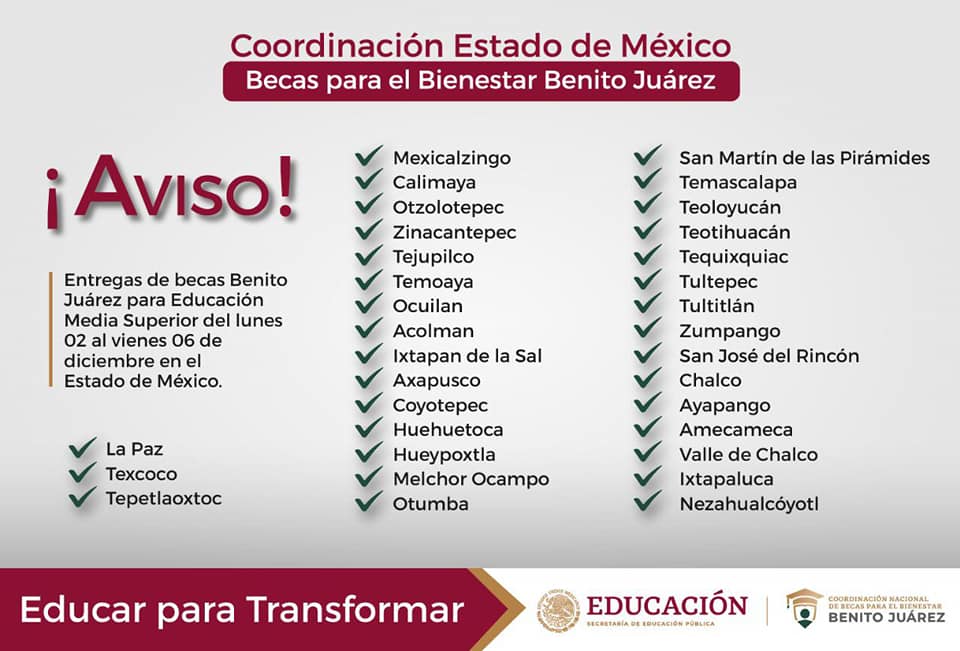 Coordinación Estado de México
Becas para el Bienestar Benito Juárez
¡AVISO!
Entregas de becas Benito
Juárez para Educación
Media Superior del lunes
02 al vienes 06 de
diciembre en el
Estado de México.
La Paz
Texcoco
Tepetlaoxtoc
Mexicalzingo
Calimaya
Otzolotepec
Zinacantepec
Tejupilco
Temoaya
Ocuilan
Acolman
Ixtapan de la Sal
Axapusco
Coyotepec
Huehuetoca
Hueypoxtla
Melchor Ocampo
Otumba
San Martín de las Pirámides
Temascalapa
Teoloyucán
Teotihuacán
Tequixquiac
Tultepec
Tultitlán
Zumpango
San José del Rincón
Chalco
Ayapango
Amecameca
Valle de Chalco
Ixtapaluca
Nezahualcóyotl
Educar para Transformar
EDUCACIÓN
SECRETARÍA DE EDUCACIÓN PÚBLICA
COORDINACIÓN NACIONAL
DE BECAS PARA EL BIENESTAR
BENITO JUÁREZ